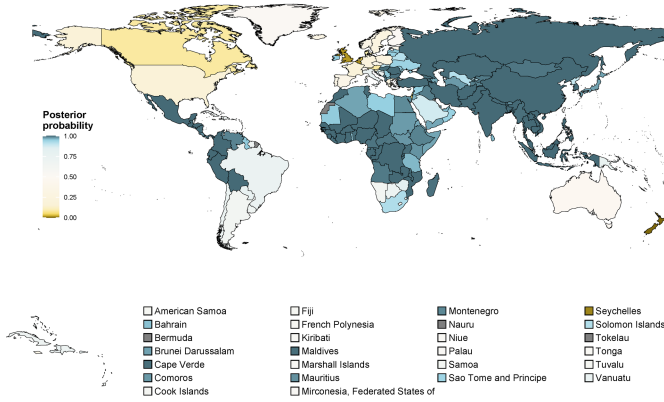 Posterior
probability
1.00
0.75
0.50
0.25
0.00
American Samoa
Bahrain
Bermuda
Brunei Darussalam
Cape Verde
Comoros
Cook Islands
Fiji
French Polynesia
Kiribati
Maldives
Marshall Islands
Mauritius
Mirconesia, Federated States of
Montenegro
Nauru
Niue
Palau
Samoa
Sao Tome and Principe
Seychelles
Solomon Islands
Tokelau
Tonga
Tuvalu
Vanuatu